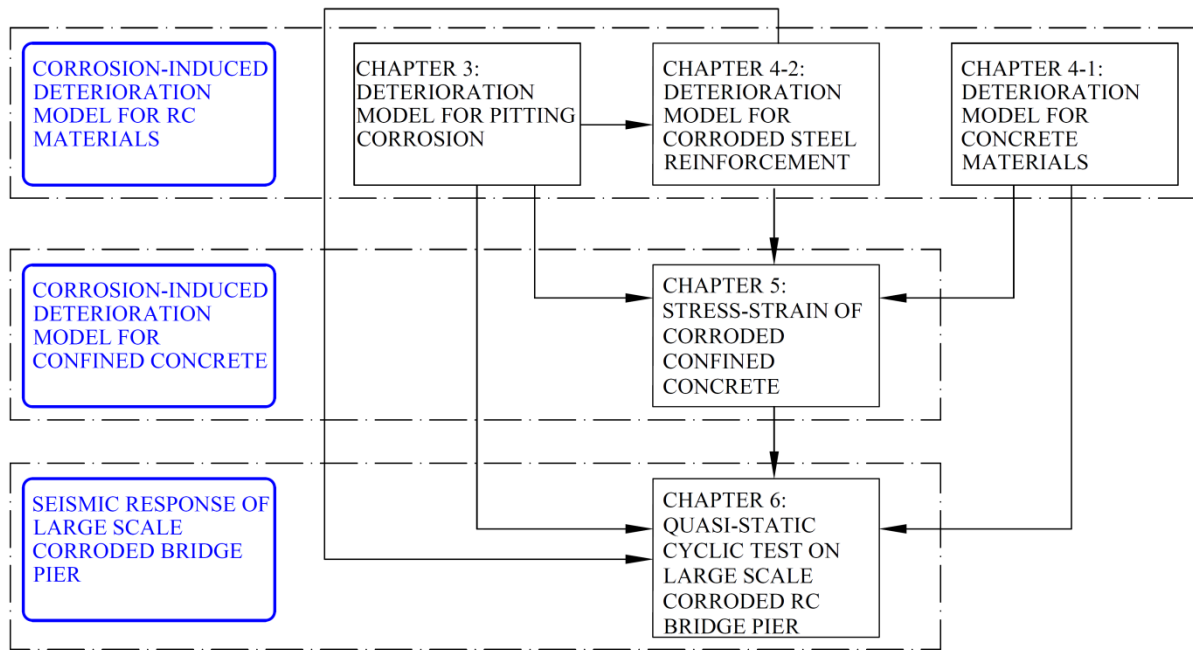 CORROSION-INDUCED
DETERIORATION
MODEL FOR RC
MATERIALS
CHAPTER 3:
DETERIORATION
MODEL FOR PITTING
CORROSION
CHAPTER 4-2:
DETERIORATION
MODEL FOR
CORRODED STEEL
REINFORCEMENT
CHAPTER 4-1:
DETERIORATION
MODEL FOR
CONCRETE
MATERIALS
CORROSION-INDUCED
DETERIORATION
MODEL FOR
CONFINED CONCRETE
CHAPTER 5:
STRESS-STRAIN OF
CORRODED
CONFINED
CONCRETE
SEISMIC RESPONSE OF
LARGE SCALE
CORRODED BRIDGE
PIER
CHAPTER 6:
QUASI-STATIC
CYCLIC TEST ON
LARGE SCALE
CORRODED RC
BRIDGE PIER